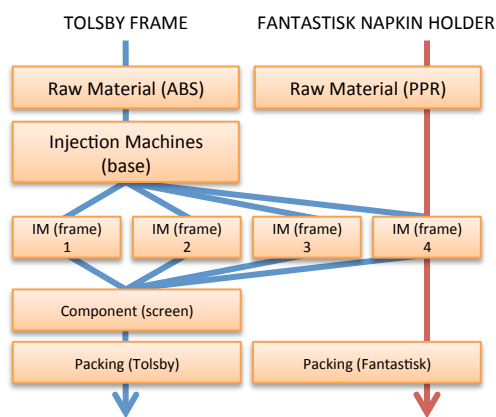 TOLSBY FRAME
FANTASTISK NAPKIN HOLDER
Raw Material (ABS)
Raw Material (PPR)
Injection Machines
(base)
IM (frame)
1
IM (frame)
2
IM (frame)
3
IM (frame)
4
Component (screen)
Packing (Tolsby)
Packing (Fantastisk)